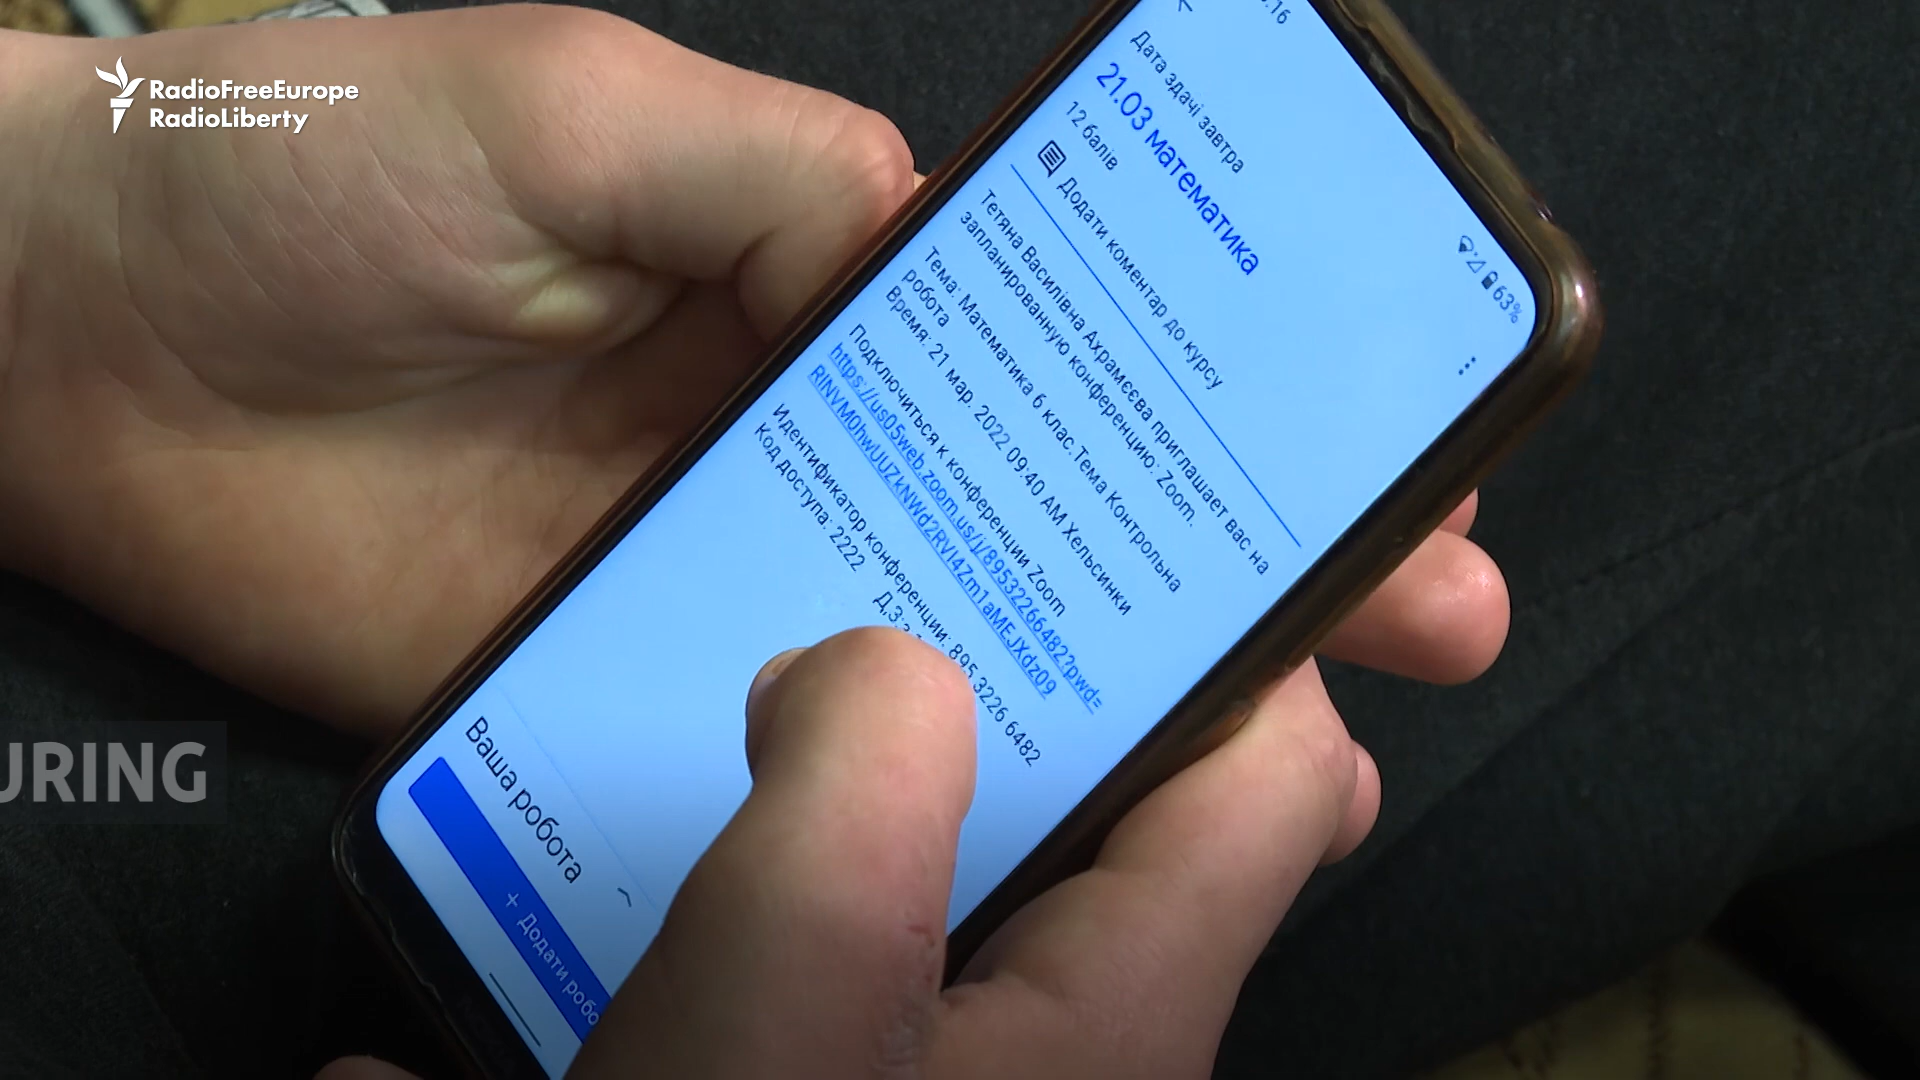 RadioFreeEurope
RadioLiberty
URING
63%
Дата здачі завтра
21.03 математика
12 балів
Додати коментар до курсу
Тетяна Василівна Ахрамєєва приглашает вас на
запланированную конференцию: Zoom.
Тема: Математика 6 клас.Тема Контрольна
робота
Время: 21 мар. 2022 09:40 AM Хельсинки
Подключиться к конференции Zoom
https://us05web.zoom.us/j/89532266482?pwd=
RlNVM0hwUUZkNWd2RVI4Zm1aMEJXdz09
Идентификатор конференции: 895 3226 6482
Код доступа: 2222
Д.З:
Ваша робота
+ Додати робо